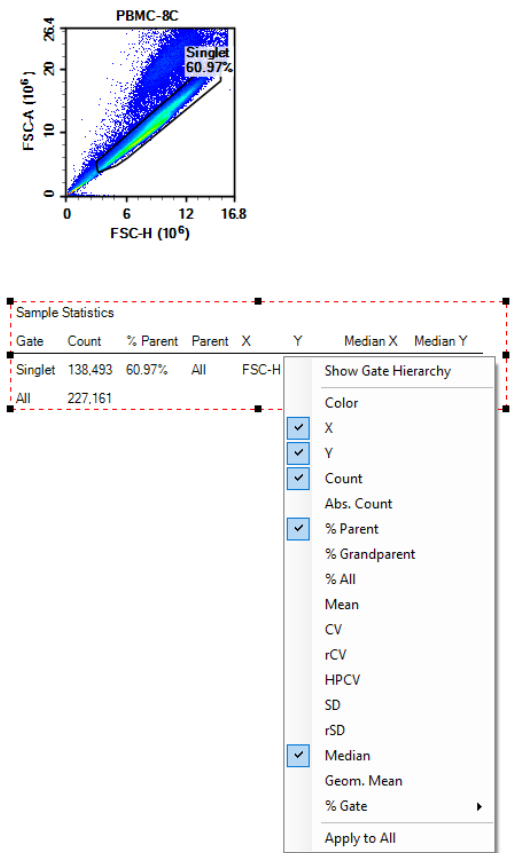 PBMC-8C
Singlet
60.97%
FSC-A (10⁶)
0 10 20 26.4
0 6 12 16.8
FSC-H (10⁶)
Sample Statistics
Gate Count % Parent Parent X Y Median X Median Y
Singlet 138,493 60.97% All FSC-H
All 227,161
Show Gate Hierarchy
Color
X
Y
Count
Abs. Count
% Parent
% Grandparent
% All
Mean
CV
rCV
HPCV
SD
rSD
Median
Geom. Mean
% Gate
Apply to All